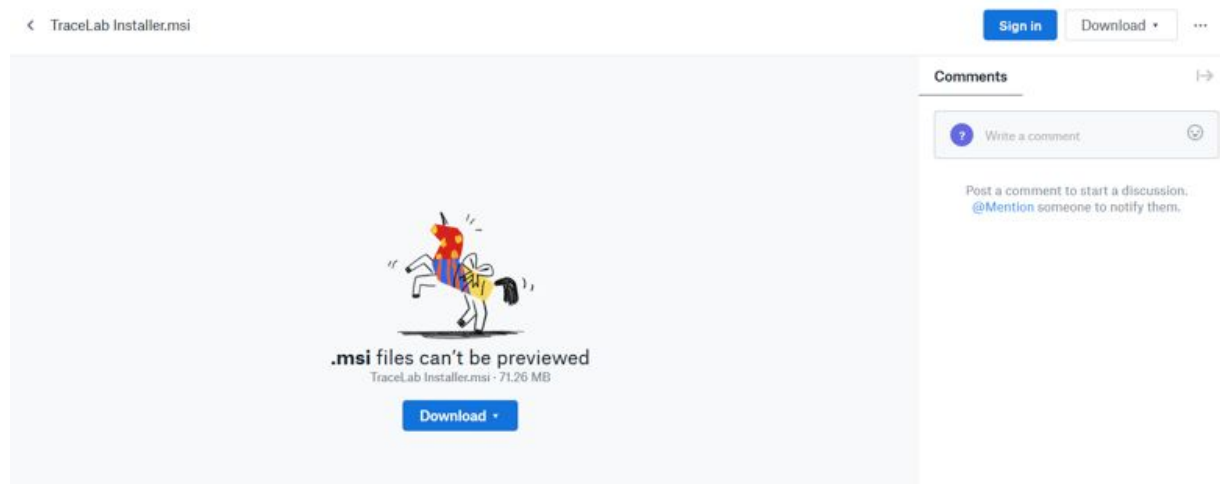 TraceLab Installer.msi
Sign in
Download
Comments
?
Write a comment
Post a comment to start a discussion.
@Mention someone to notify them.
.msi files can't be previewed
TraceLab Installer.msi · 71.26 MB
Download